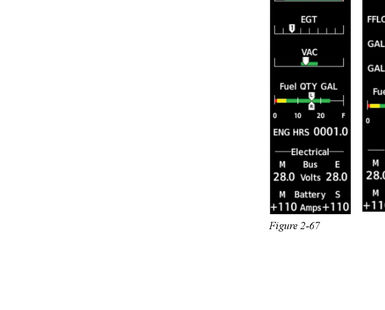 EGT
1
VAC
Fuel QTY GAL
L
R
0 10 20 F
ENG HRS 0001.0
Electrical
M Bus E
28.0 Volts 28.0
M Battery S
+110 Amps +110
Figure 2-67
FFLO
GAL
GAL
Fu
0
M
28.
M
+11